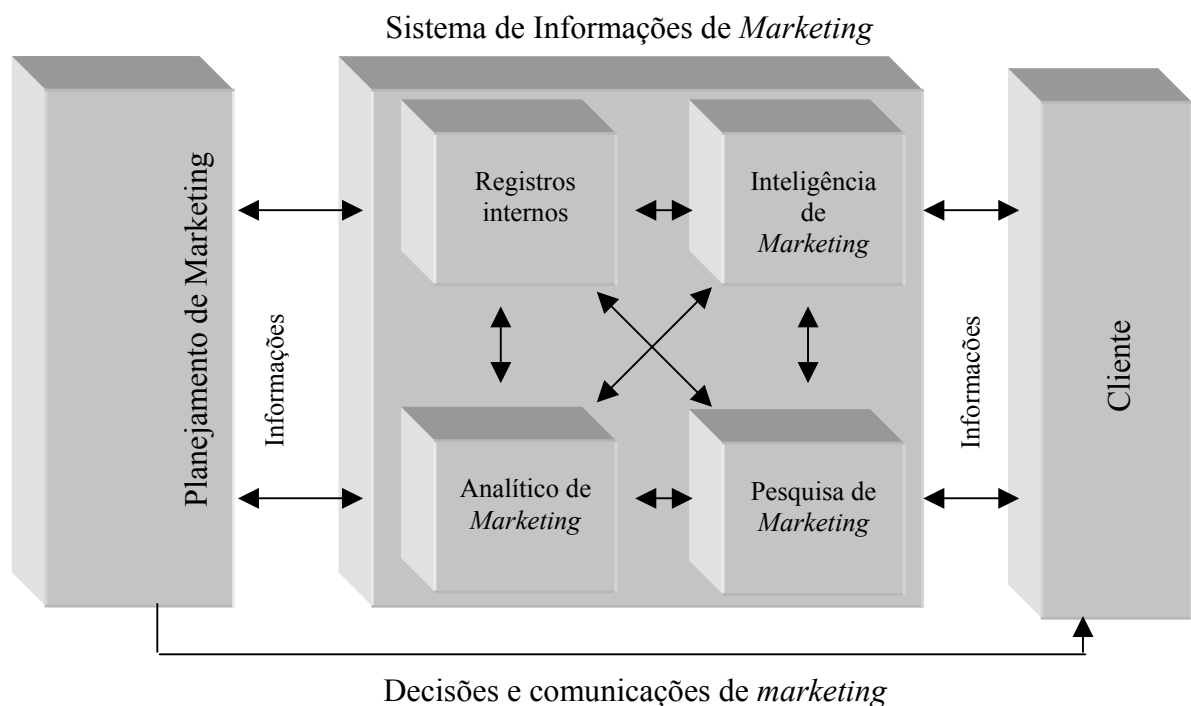 Sistema de Informações de Marketing
Planejamento de Marketing
Informações
Registros
internos
Inteligência
de
Marketing
Analítico de
Marketing
Pesquisa de
Marketing
Informacões
Cliente
Decisões e comunicações de marketing